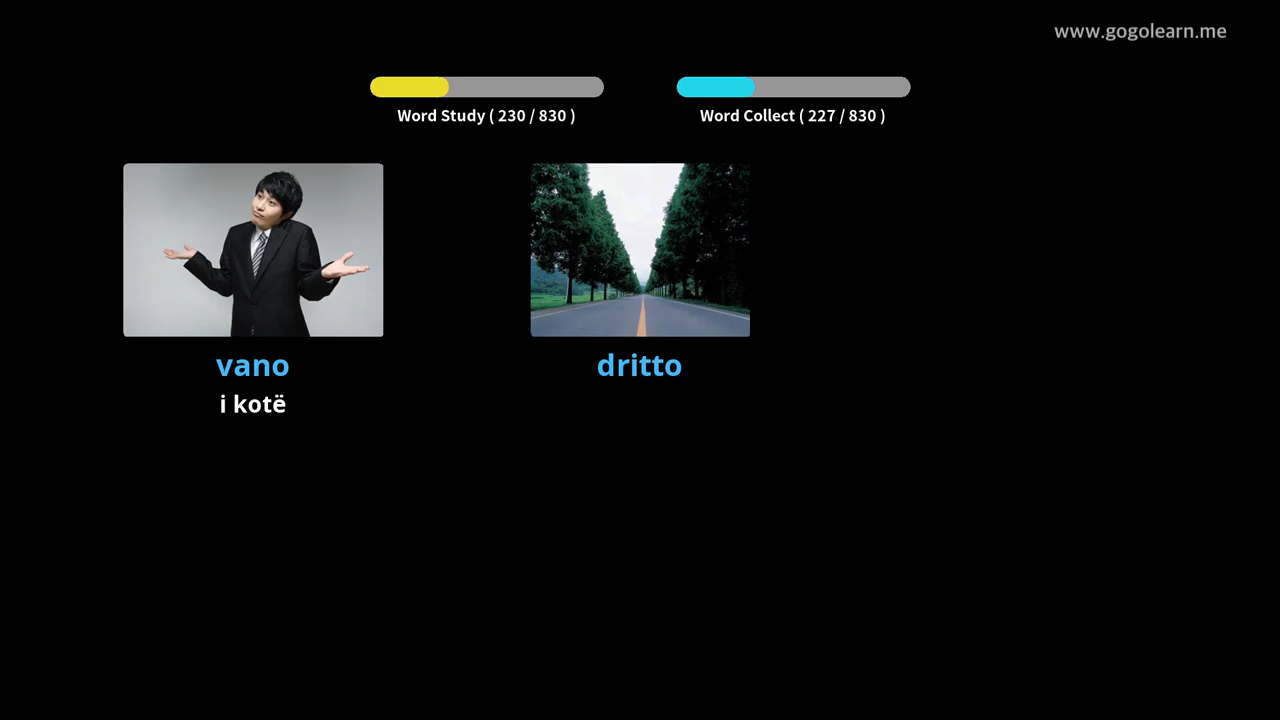 www.gogolearn.me
Word Study ( 230 / 830 )
Word Collect ( 227 / 830 )
vano
i kotë
dritto